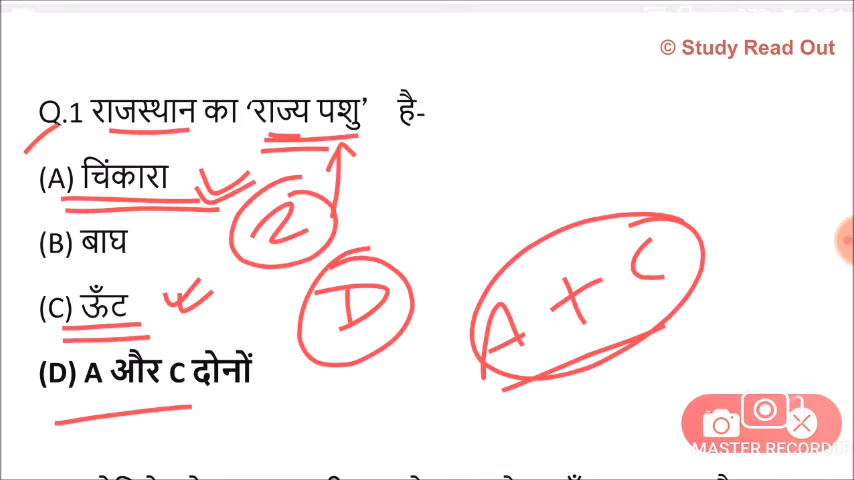 © Study Read Out
Q.1 राजस्थान का ‘राज्य पशु’ है-
(A) चिंकारा
2
(B) बाघ
(C) ऊँट
D
A + C
(D) A और C दोनों
MASTER RECORDER